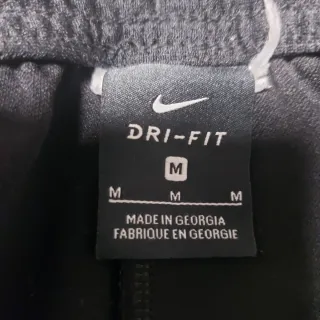 DRI-FIT
M
M M M
MADE IN GEORGIA
FABRIQUE EN GEORGIE